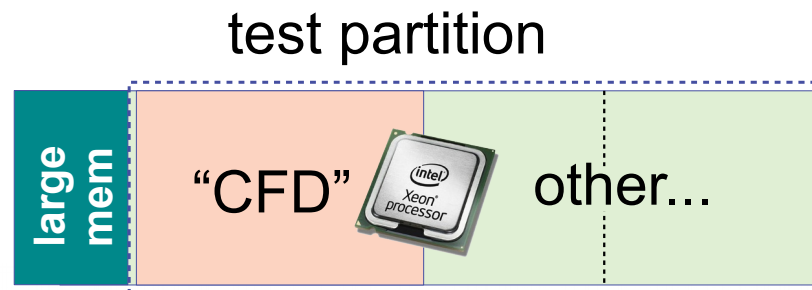 test partition
large
mem
“CFD”
intel
Xeon®
processor
other...